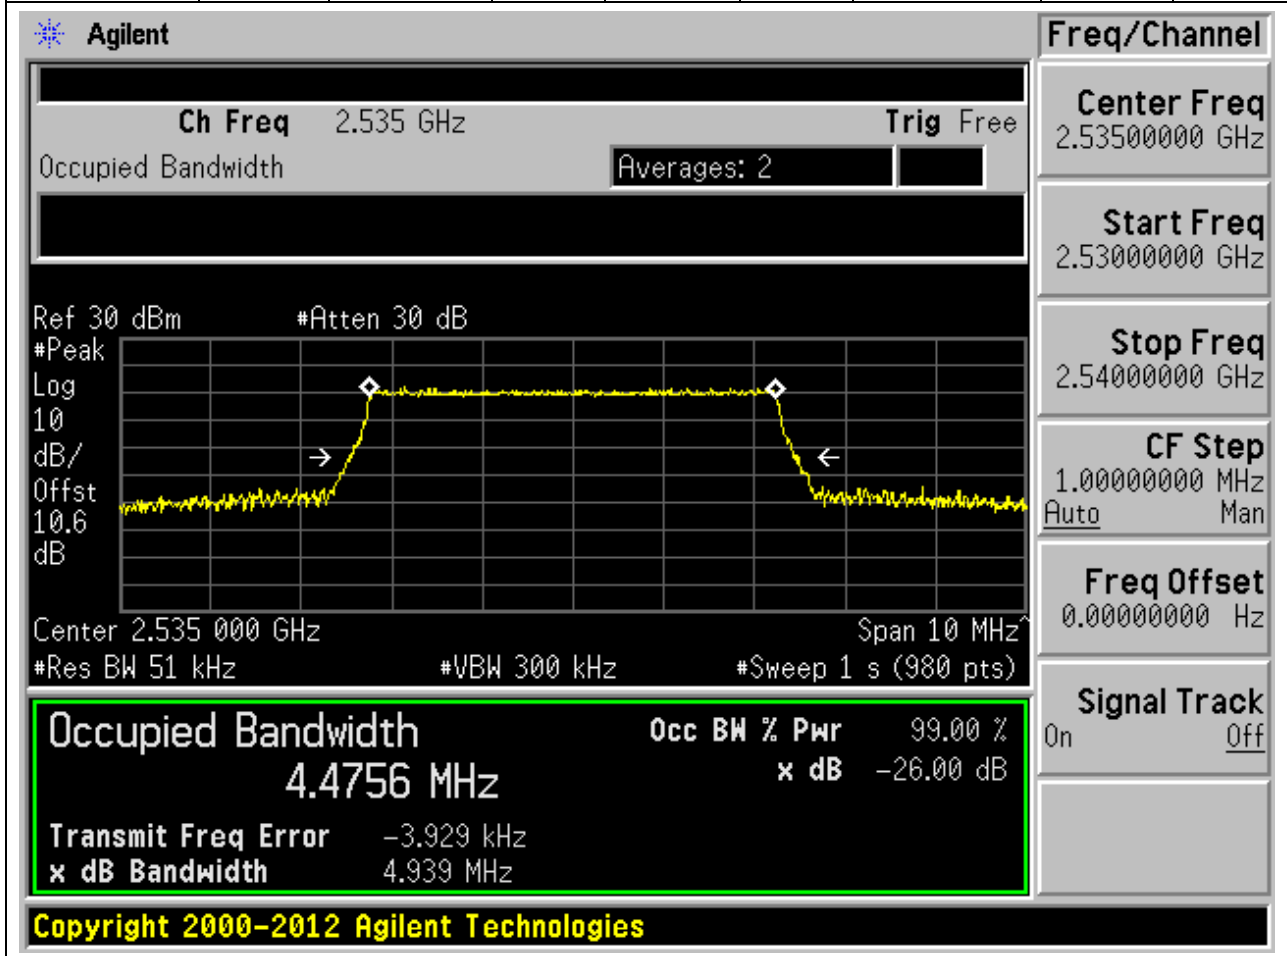 Agilent
Freq/Channel
Ch Freq 2.535 GHz Trig Free
Occupied Bandwidth Averages: 2
Center Freq
2.53500000 GHz
Start Freq
2.53000000 GHz
Stop Freq
2.54000000 GHz
CF Step
1.00000000 MHz
Auto Man
Freq Offset
0.00000000 Hz
Signal Track
On Off
Ref 30 dBm #Atten 30 dB
#Peak
Log
10
dB/
Offst
10.6
dB
Center 2.535 000 GHz Span 10 MHz^
#Res BW 51 kHz #VBW 300 kHz #Sweep 1 s (980 pts)
Occupied Bandwidth Occ BW % Pwr 99.00 %
4.4756 MHz x dB -26.00 dB
Transmit Freq Error -3.929 kHz
x dB Bandwidth 4.939 MHz
Copyright 2000-2012 Agilent Technologies